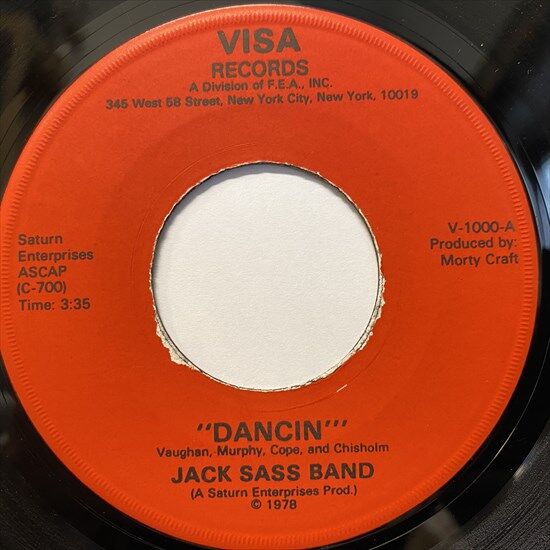 VISA
RECORDS
A Division of F.E.A., INC.
345 West 58 Street, New York City, New York, 10019
Saturn
Enterprises
ASCAP
(C-700)
Time: 3:35
V-1000-A
Produced by:
Morty Craft
"DANCIN'"
Vaughan, Murphy, Cope, and Chisholm
JACK SASS BAND
(A Saturn Enterprises Prod.)
© 1978